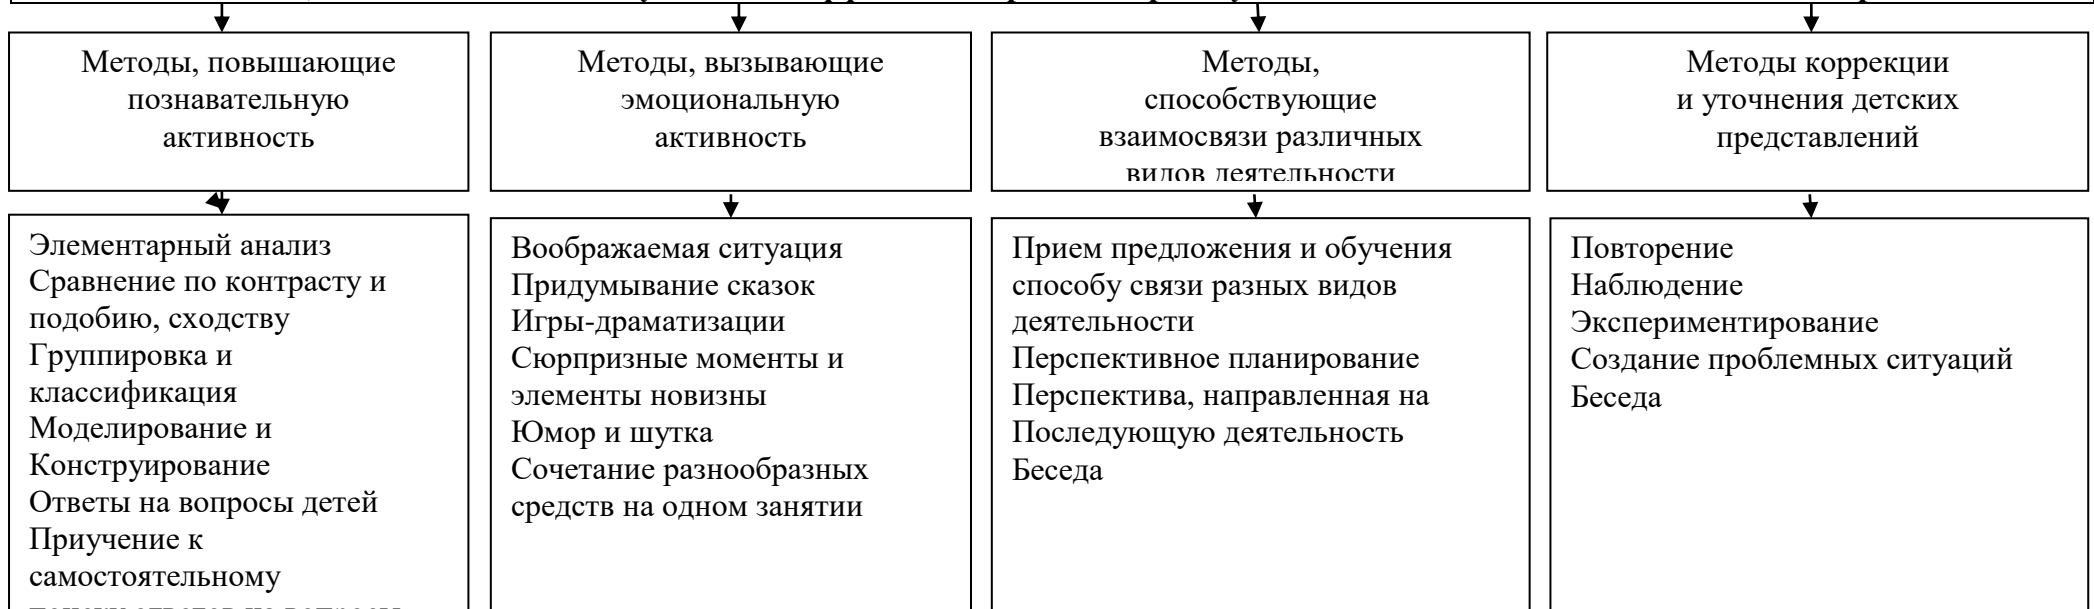 Методы, повышающие
познавательную
активность
Методы, вызывающие
эмоциональную
активность
Методы,
способствующие
взаимосвязи различных
видов деятельности
Методы коррекции
и уточнения детских
представлений
Элементарный анализ
Сравнение по контрасту и
подобию, сходству
Группировка и
классификация
Моделирование и
Конструирование
Ответы на вопросы детей
Приучение к
самостоятельному
Воображаемая ситуация
Придумывание сказок
Игры-драматизации
Сюрпризные моменты и
элементы новизны
Юмор и шутка
Сочетание разнообразных
средств на одном занятии
Прием предложения и обучения
способу связи разных видов
деятельности
Перспективное планирование
Перспектива, направленная на
Последующую деятельность
Беседа
Повторение
Наблюдение
Экспериментирование
Создание проблемных ситуаций
Беседа